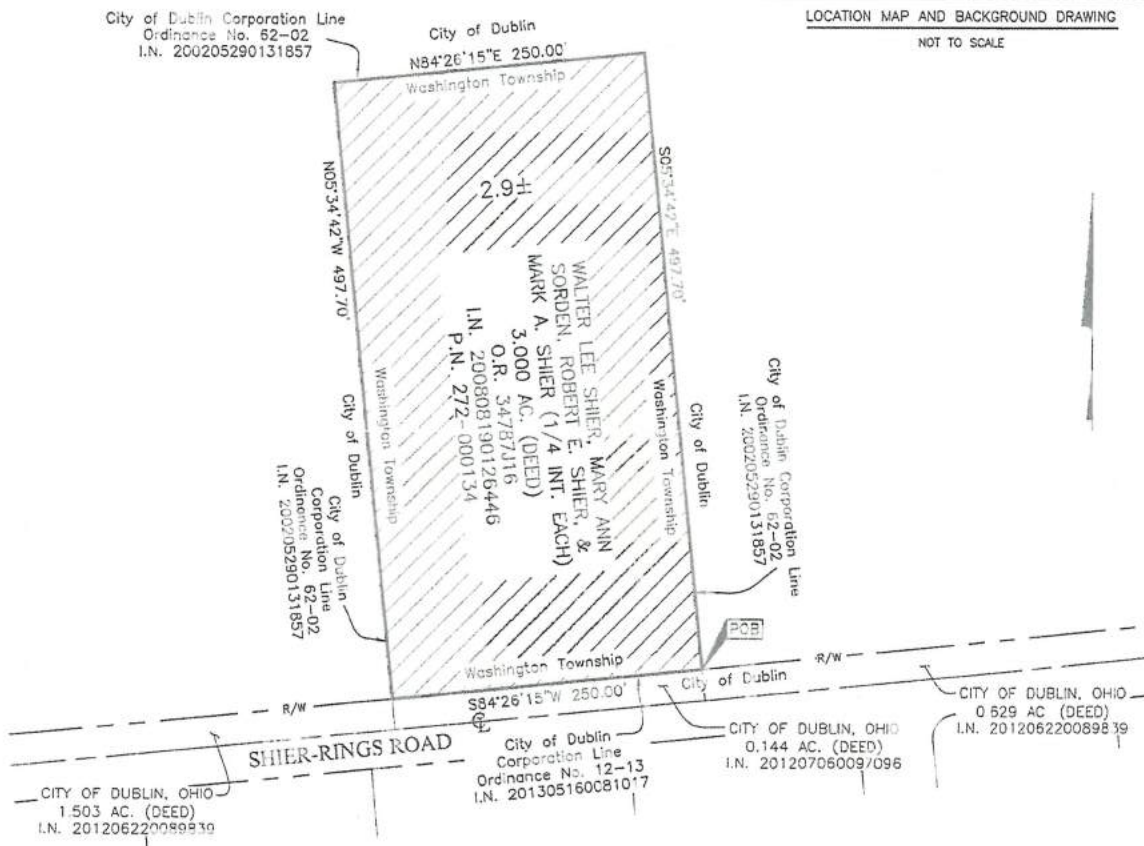 LOCATION MAP AND BACKGROUND DRAWING
NOT TO SCALE
City of Dublin Corporation Line
Ordinance No. 62-02
I.N. 200205290131857
City of Dublin
N84°26'15"E 250.00'
Washington Township
N05°34'42"W 497.70'
S05°34'42"E 497.70'
2.9±
WALTER LEE SHIER, MARY ANN
SORDEN, ROBERT E. SHIER, &
MARK A. SHIER (1/4 INT. EACH)
3.000 AC. (DEED)
O.R. 34787J16
I.N. 200808190126446
P.N. 272-000134
Washington Township
City of Dublin
Washington Township
City of Dublin
City of Dublin Corporation Line
Ordinance No. 62-02
I.N. 200205290131857
City of Dublin
Corporation Line
Ordinance No. 62-02
I.N. 200205290131857
POB
Washington Township
S84°26'15"W 250.00'
City of Dublin
R/W
R/W
SHIER-RINGS ROAD
City of Dublin
Corporation Line
Ordinance No. 12-13
I.N. 201305160081017
CITY OF DUBLIN, OHIO
0.144 AC. (DEED)
I.N. 201207060097096
CITY OF DUBLIN, OHIO
0.629 AC (DEED)
I.N. 201206220089839
CITY OF DUBLIN, OHIO
1.503 AC. (DEED)
I.N. 201206220089839